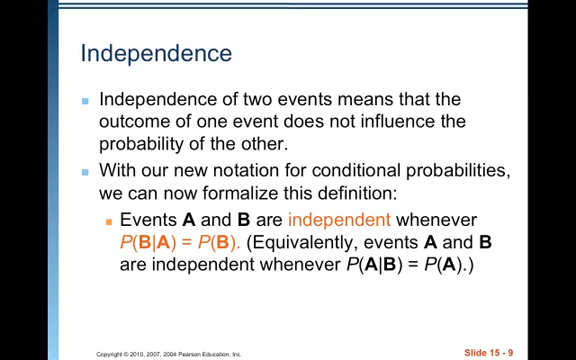 Independence
Independence of two events means that the
outcome of one event does not influence the
probability of the other.
With our new notation for conditional probabilities,
we can now formalize this definition:
Events A and B are independent whenever
P(B|A) = P(B). (Equivalently, events A and B
are independent whenever P(A|B) = P(A).)
Copyright © 2010, 2007, 2004 Pearson Education, Inc.
Slide 15 - 9